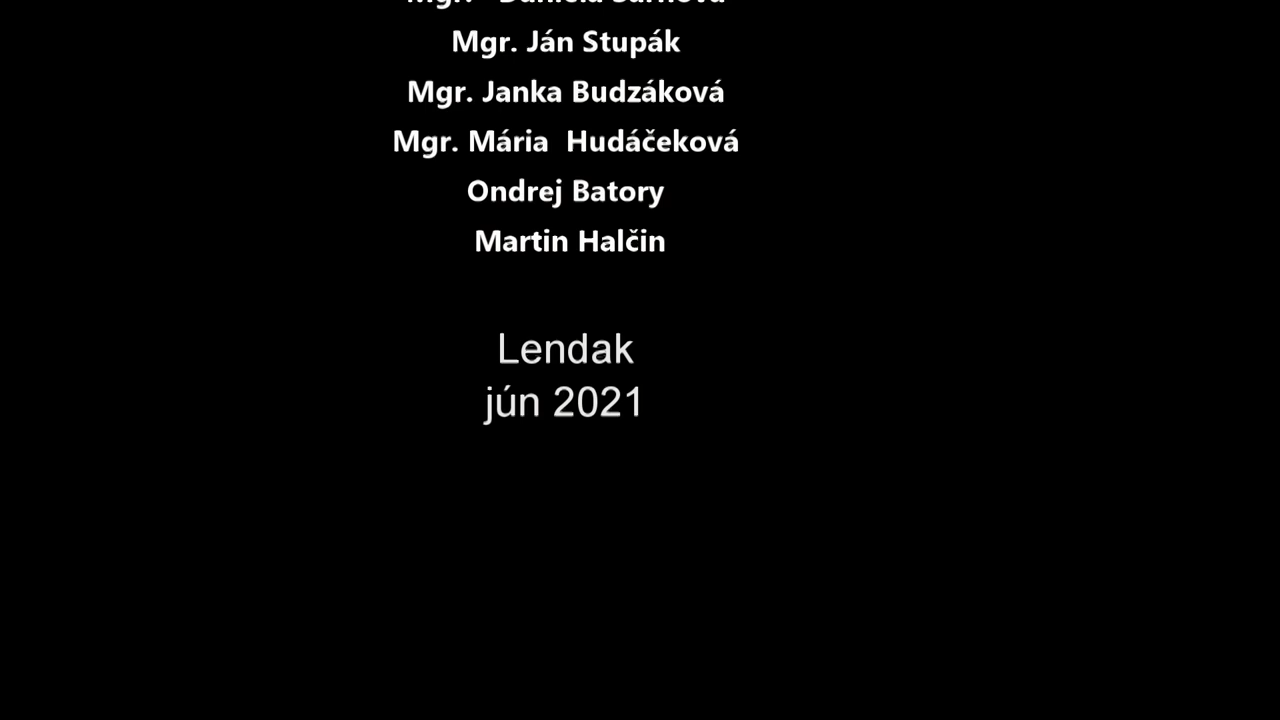 Mgr. Ján Stupák
Mgr. Janka Budzáková
Mgr. Mária  Hudáčeková
Ondrej Batory
Martin Halčin
Lendak
jún 2021